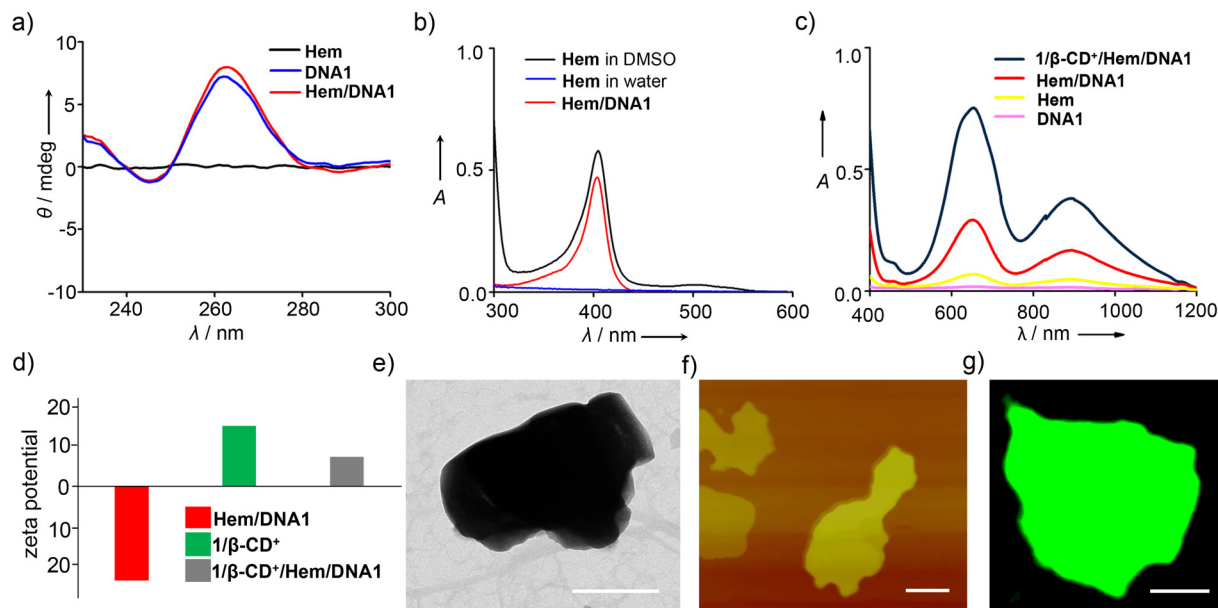 a)
10
5
0
-5
-10
θ / mdeg
Hem
DNA1
Hem/DNA1
240
260
280
300
λ / nm
b)
1.0
0.5
0.0
A
Hem in DMSO
Hem in water
Hem/DNA1
300
400
500
600
λ / nm
c)
1.0
0.5
0.0
A
1/β-CD⁺/Hem/DNA1
Hem/DNA1
Hem
DNA1
400
600
800
1000
1200
λ / nm
d)
20
10
0
10
20
zeta potential
Hem/DNA1
1/β-CD⁺
1/β-CD⁺/Hem/DNA1
e)
f)
g)